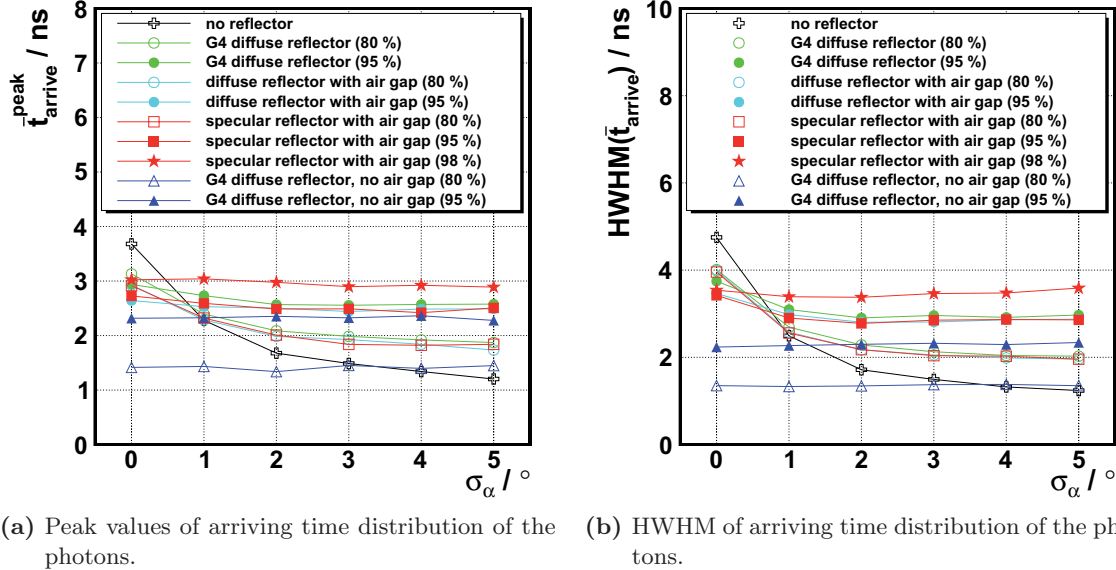 t̄ peak arrive / ns
8
7
6
5
4
3
2
1
0
no reflector
G4 diffuse reflector (80 %)
G4 diffuse reflector (95 %)
diffuse reflector with air gap (80 %)
diffuse reflector with air gap (95 %)
specular reflector with air gap (80 %)
specular reflector with air gap (95 %)
specular reflector with air gap (98 %)
G4 diffuse reflector, no air gap (80 %)
G4 diffuse reflector, no air gap (95 %)
0 1 2 3 4 5
σα / °
(a) Peak values of arriving time distribution of the
photons.
HWHM(t̄arrive) / ns
10
8
6
4
2
0
no reflector
G4 diffuse reflector (80 %)
G4 diffuse reflector (95 %)
diffuse reflector with air gap (80 %)
diffuse reflector with air gap (95 %)
specular reflector with air gap (80 %)
specular reflector with air gap (95 %)
specular reflector with air gap (98 %)
G4 diffuse reflector, no air gap (80 %)
G4 diffuse reflector, no air gap (95 %)
0 1 2 3 4 5
σα / °
(b) HWHM of arriving time distribution of the ph
tons.